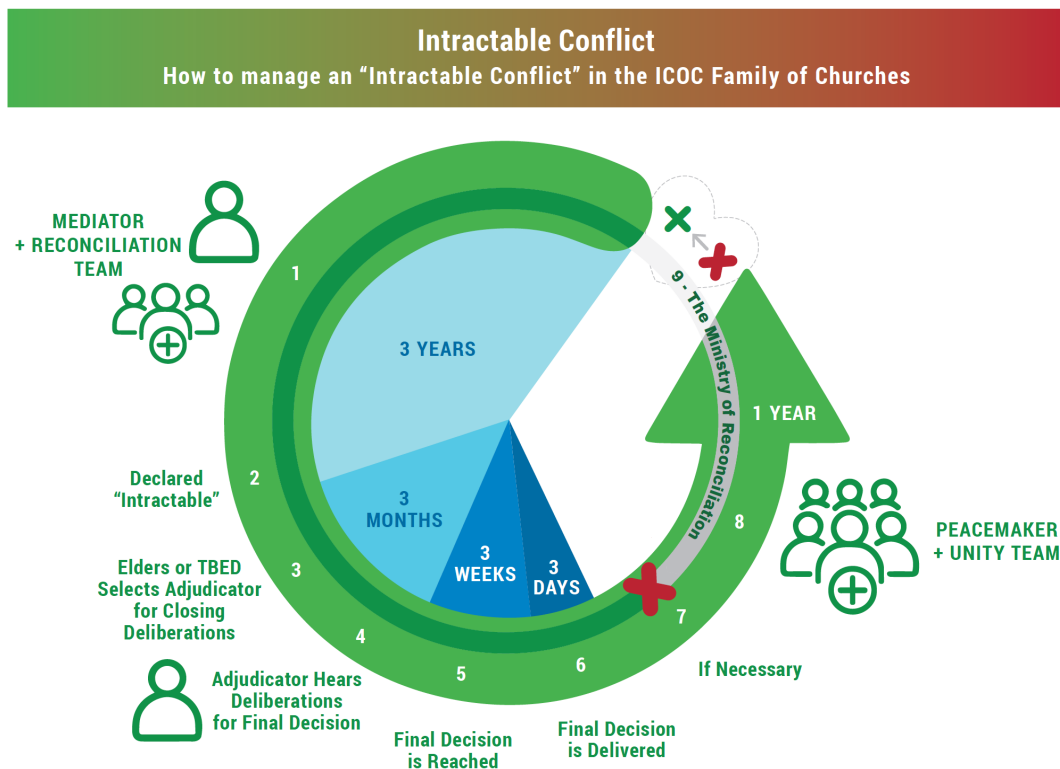 Intractable Conflict
How to manage an “Intractable Conflict” in the ICOC Family of Churches
MEDIATOR
+ RECONCILIATION
TEAM
1
3 YEARS
9 - The Ministry of Reconciliation
1 YEAR
Declared
“Intractable”
2
3
MONTHS
3
WEEKS
3
DAYS
8
PEACEMAKER
+ UNITY TEAM
Elders or TBED
Selects Adjudicator
for Closing
Deliberations
3
4
5
6
7
If Necessary
Adjudicator Hears
Deliberations
for Final Decision
Final Decision
is Reached
Final Decision
is Delivered